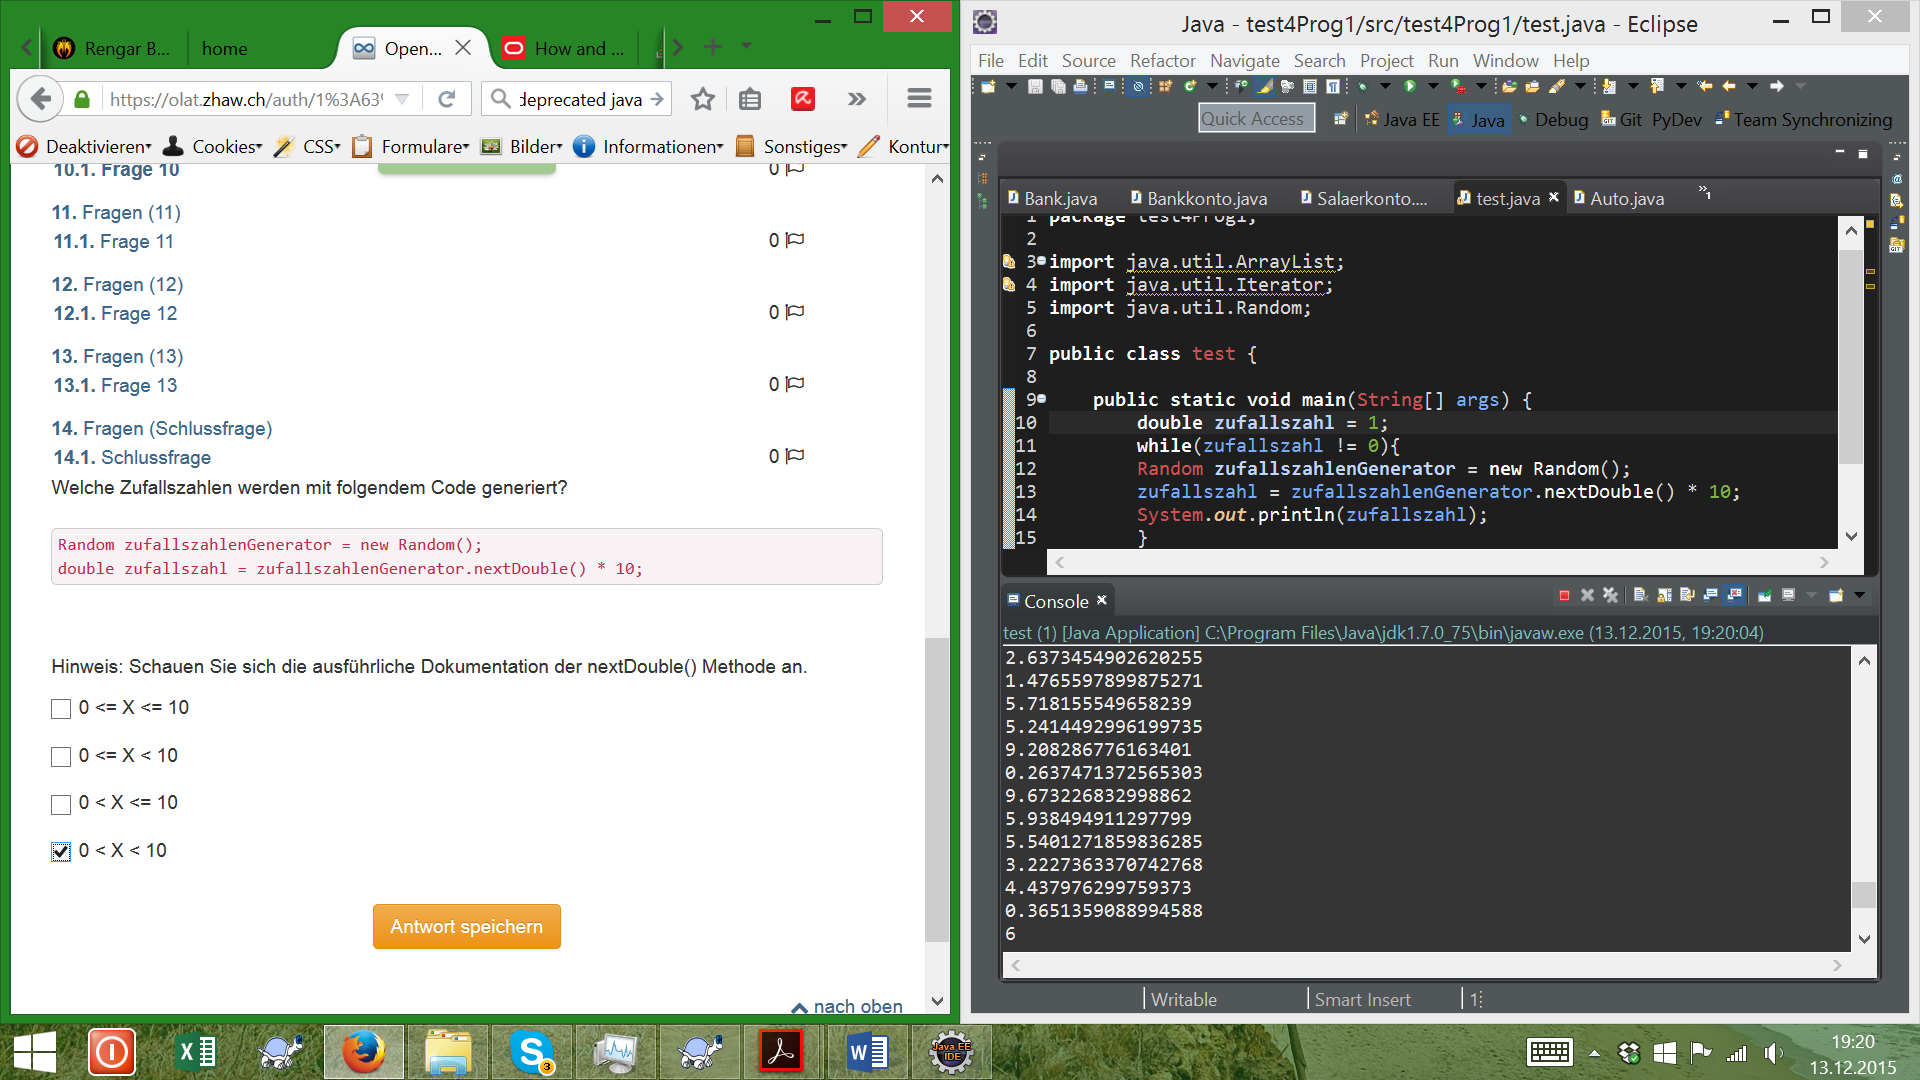 Rengar B...
home
Open...
How and ...
https://olat.zhaw.ch/auth/1%3A63
deprecated java
Deaktivieren
Cookies
CSS
Formulare
Bilder
Informationen
Sonstiges
Kontur
10.1. Frage 10
0
11. Fragen (11)
11.1. Frage 11
0
12. Fragen (12)
12.1. Frage 12
0
13. Fragen (13)
13.1. Frage 13
0
14. Fragen (Schlussfrage)
14.1. Schlussfrage
0
Welche Zufallszahlen werden mit folgendem Code generiert?
Random zufallszahlenGenerator = new Random();
double zufallszahl = zufallszahlenGenerator.nextDouble() * 10;
Hinweis: Schauen Sie sich die ausführliche Dokumentation der nextDouble() Methode an.
0 <= X <= 10
0 <= X < 10
0 < X <= 10
0 < X < 10
Antwort speichern
nach oben
Java - test4Prog1/src/test4Prog1/test.java - Eclipse
File Edit Source Refactor Navigate Search Project Run Window Help
Quick Access
Java EE
Java
Debug
Git
PyDev
Team Synchronizing
Bank.java
Bankkonto.java
Salaerkonto....
test.java
Auto.java
»1
1 package test4Prog1;
2
3 import java.util.ArrayList;
4 import java.util.Iterator;
5 import java.util.Random;
6
7 public class test {
8
9 public static void main(String[] args) {
10 double zufallszahl = 1;
11 while(zufallszahl != 0){
12 Random zufallszahlenGenerator = new Random();
13 zufallszahl = zufallszahlenGenerator.nextDouble() * 10;
14 System.out.println(zufallszahl);
15 }
Console
test (1) [Java Application] C:\Program Files\Java\jdk1.7.0_75\bin\javaw.exe (13.12.2015, 19:20:04)
2.6373454902620255
1.4765597899875271
5.718155549658239
5.2414492996199735
9.208286776163401
0.2637471372565303
9.673226832998862
5.938494911297799
5.5401271859836285
3.2227363370742768
4.437976299759373
0.3651359088994588
6
Writable
Smart Insert
1
3
Java EE
IDE
19:20
13.12.2015